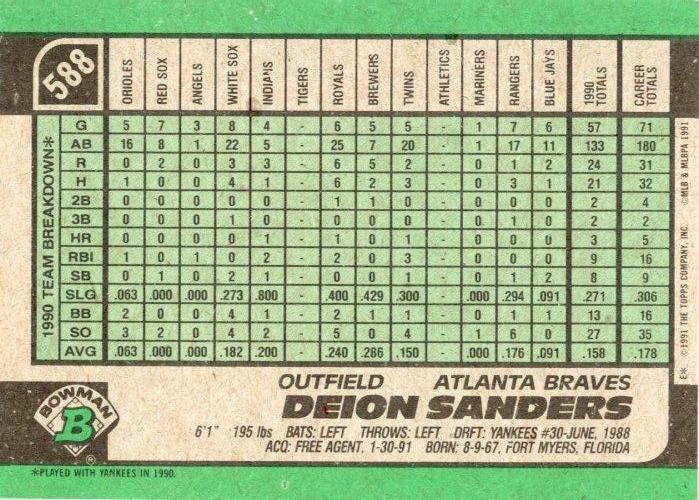 588
ORIOLES RED SOX ANGELS WHITE SOX INDIANS TIGERS ROYALS BREWERS TWINS ATHLETICS MARINERS RANGERS BLUE JAYS 1990 TOTALS CAREER TOTALS
1990 TEAM BREAKDOWN*
G 5 7 3 8 4 - 6 5 5 - 1 7 6 57 71
AB 16 8 1 22 5 - 25 7 20 - 1 17 11 133 180
R 0 2 0 3 3 - 6 5 2 - 0 1 2 24 31
H 1 0 0 4 1 - 6 2 3 - 0 3 1 21 32
2B 0 0 0 0 0 - 1 1 0 - 0 0 0 2 4
3B 0 0 0 1 0 - 0 0 0 - 0 1 0 2 2
HR 0 0 0 0 1 - 1 0 1 - 0 0 0 3 5
RBI 1 0 1 0 2 - 2 0 3 - 0 0 0 9 16
SB 0 1 0 2 1 - 0 0 1 - 0 1 2 8 9
SLG .063 .000 .000 .273 .800 - .400 .429 .300 - .000 .294 .091 .271 .306
BB 2 0 0 4 1 - 2 1 1 - 0 1 1 13 16
SO 3 2 0 4 2 - 5 0 4 - 1 6 0 27 35
AVG .063 .000 .000 .182 .200 - .240 .286 .150 - .000 .176 .091 .158 .178
E* ©1991 THE TOPPS COMPANY, INC. ©MLB & MLBPA 1991
BOWMAN
B
®
OUTFIELD ATLANTA BRAVES
DEION SANDERS
6'1" 195 lbs BATS: LEFT THROWS: LEFT DRFT: YANKEES #30-JUNE, 1988
ACQ: FREE AGENT, 1-30-91 BORN: 8-9-67, FORT MYERS, FLORIDA
*PLAYED WITH YANKEES IN 1990.